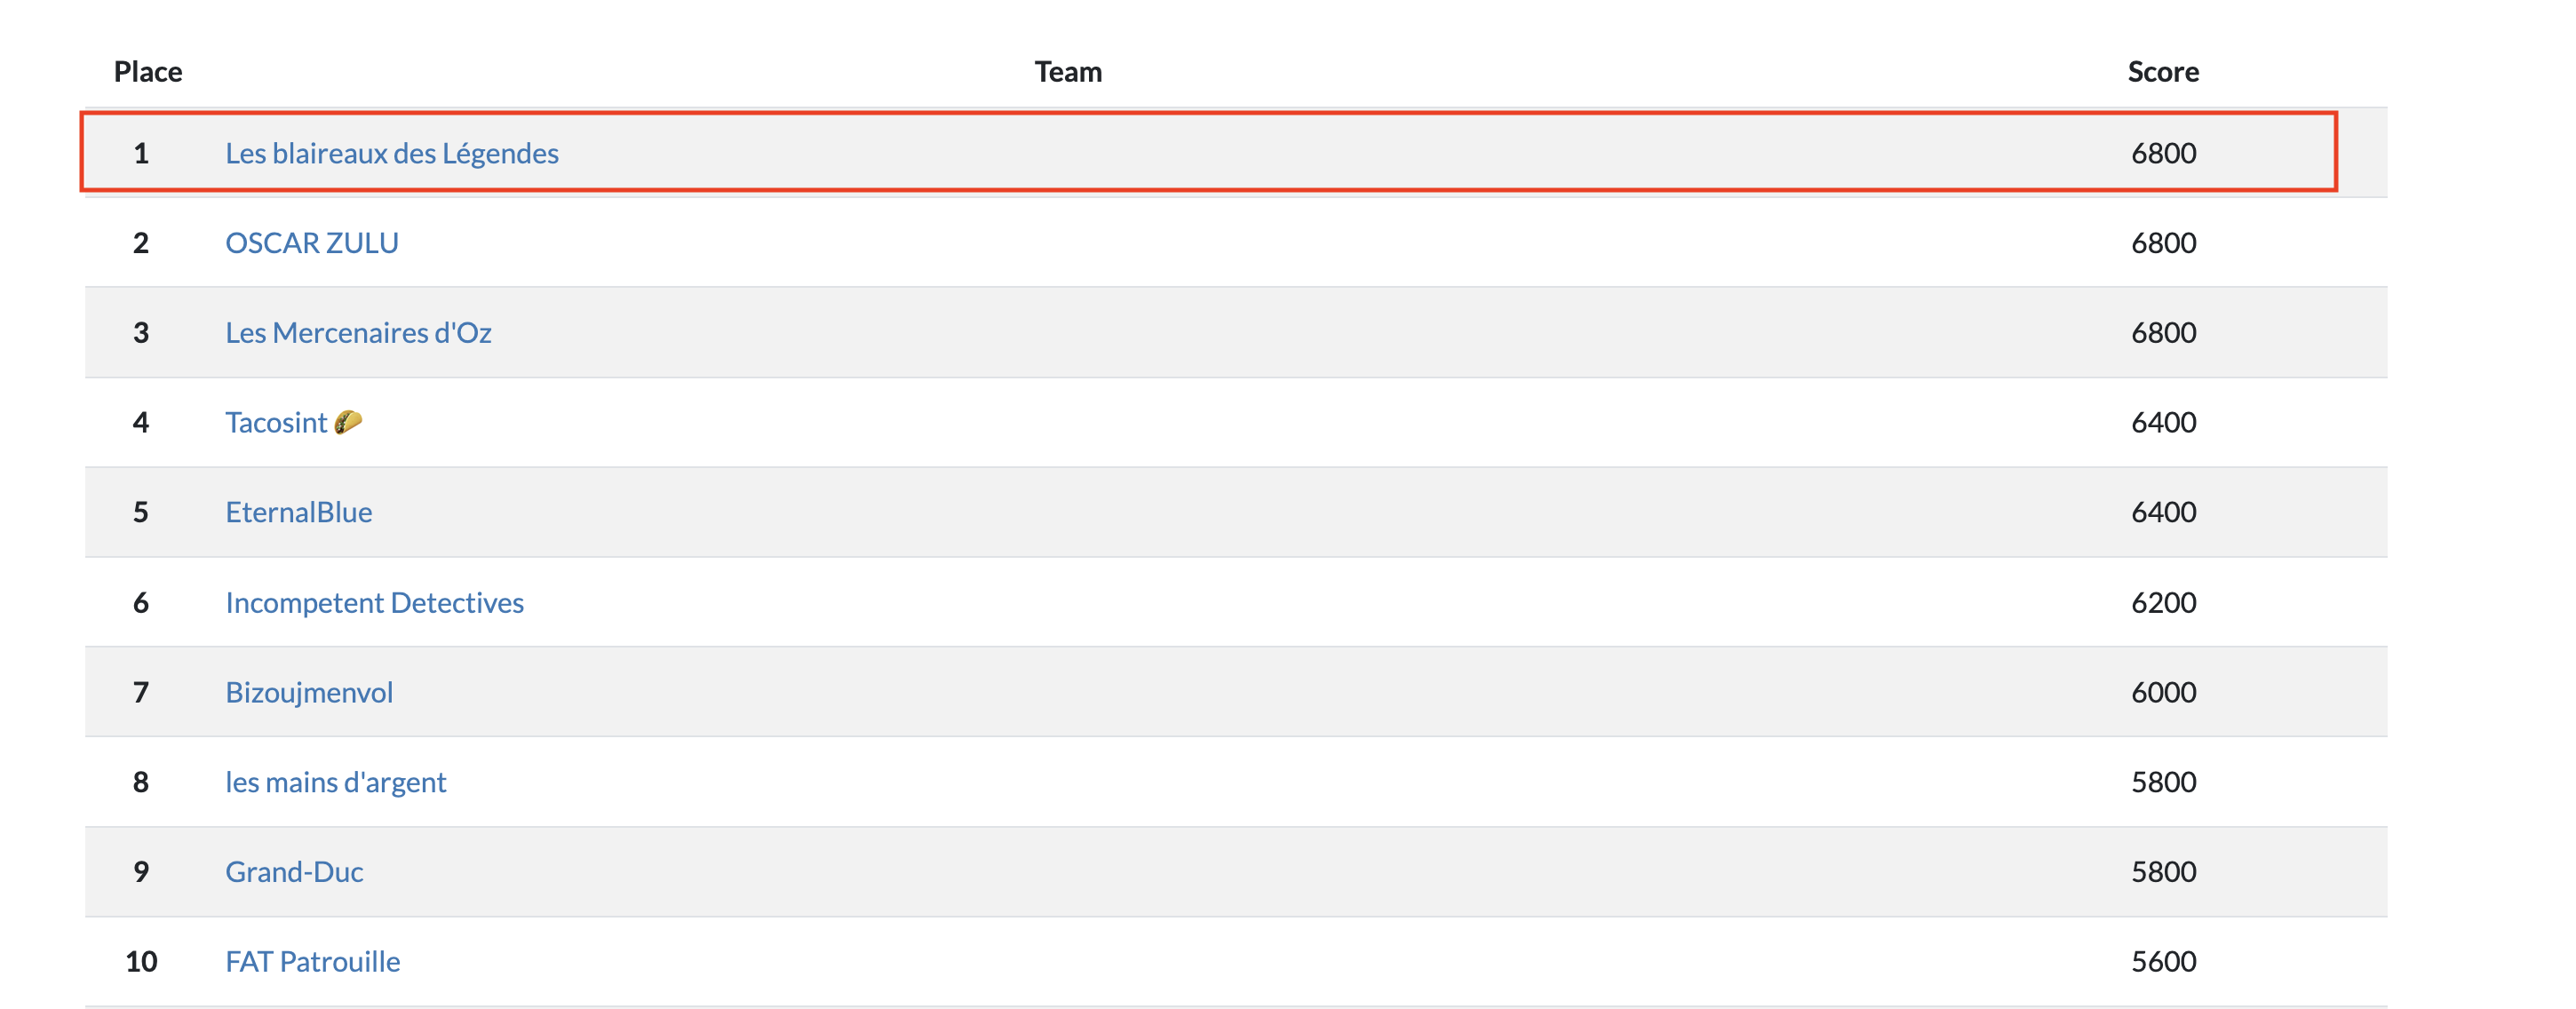 Place Team Score
1 Les blaireaux des Légendes 6800
2 OSCAR ZULU 6800
3 Les Mercenaires d'Oz 6800
4 Tacosint 🌮 6400
5 EternalBlue 6400
6 Incompetent Detectives 6200
7 Bizoujmenvol 6000
8 les mains d'argent 5800
9 Grand-Duc 5800
10 FAT Patrouille 5600